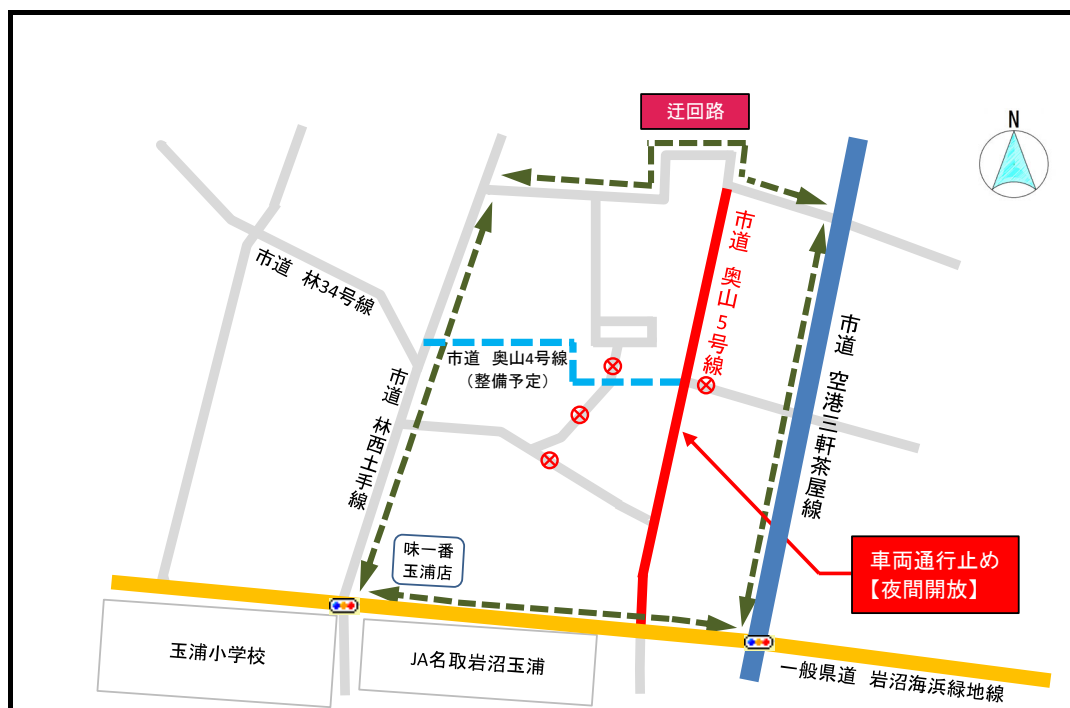 迂回路
N
市道 林34号線
市道 奥山5号線
市道 奥山4号線
（整備予定）
市道 林西土手線
市道 空港三軒茶屋線
味一番
玉浦店
車両通行止め
【夜間開放】
玉浦小学校
JA名取岩沼玉浦
一般県道 岩沼海浜緑地線